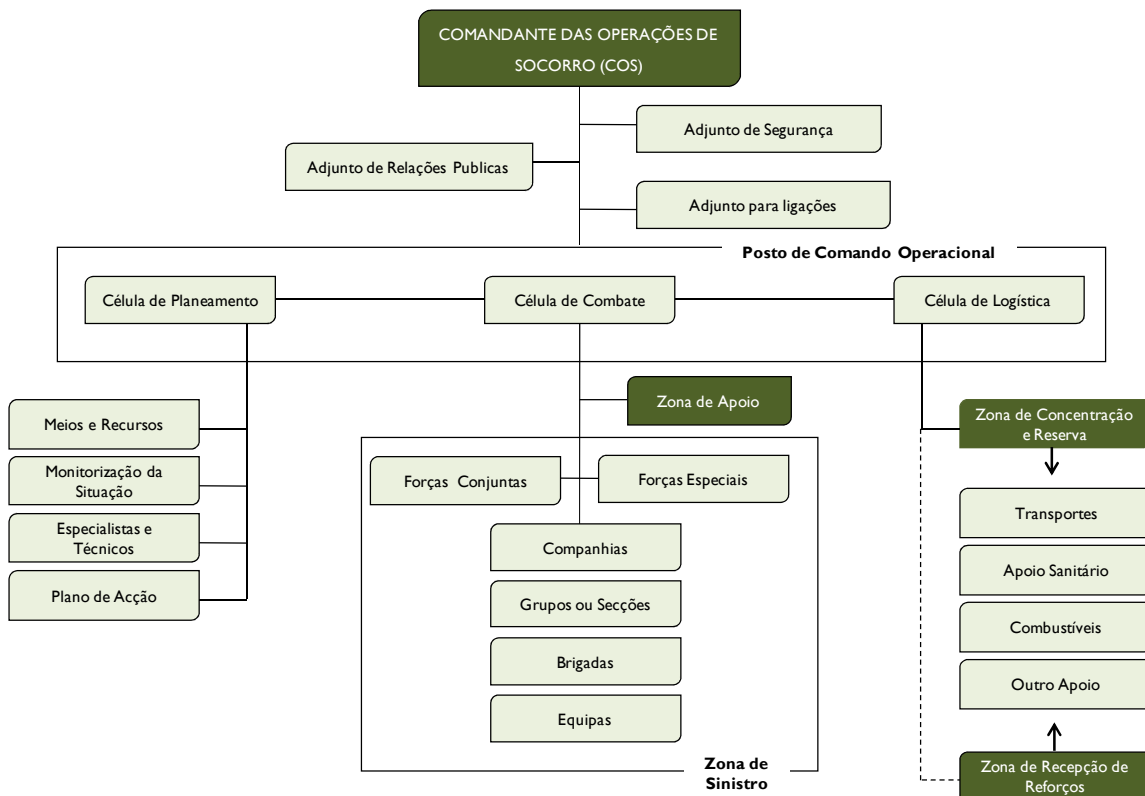 COMANDANTE DAS OPERAÇÕES DE
SOCORRO (COS)
Adjunto de Segurança
Adjunto de Relações Publicas
Adjunto para ligações
Posto de Comando Operacional
Célula de Planeamento
Célula de Combate
Célula de Logística
Zona de Apoio
Meios e Recursos
Monitorização da
Situação
Especialistas e
Técnicos
Plano de Acção
Forças Conjuntas
Forças Especiais
Companhias
Grupos ou Secções
Brigadas
Equipas
Zona de
Sinistro
Zona de Concentração
e Reserva
Transportes
Apoio Sanitário
Combustíveis
Outro Apoio
Zona de Recepção de
Reforços